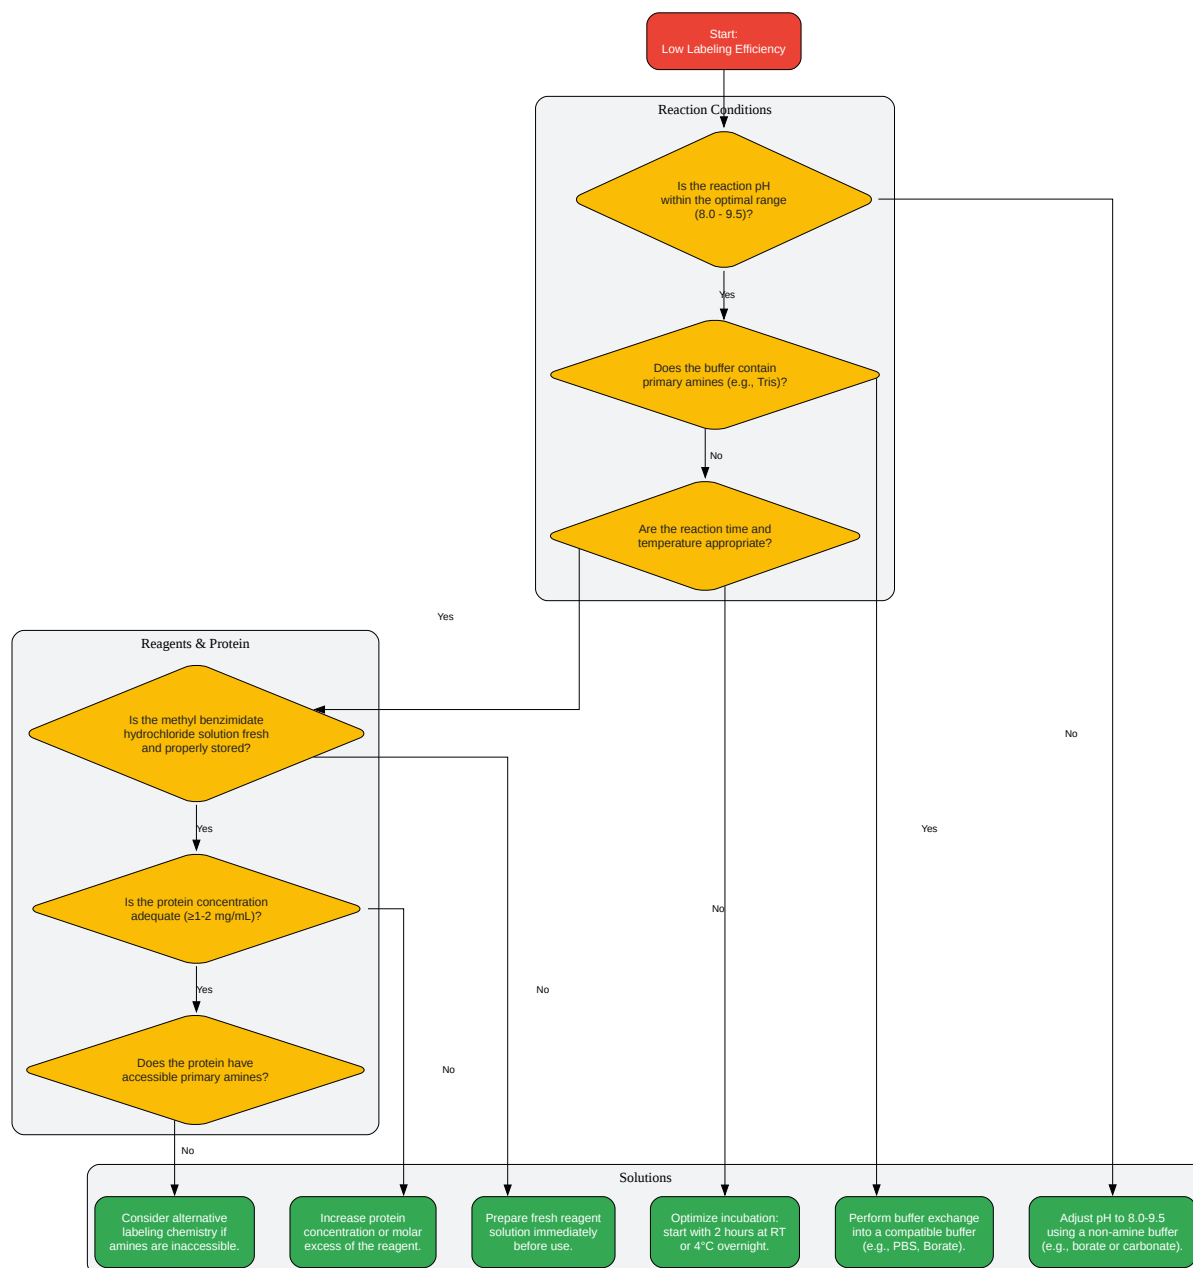 Start:
Low Labeling Efficiency
Reaction Conditions
Is the reaction pH
within the optimal range
(8.0 - 9.5)?
Yes
Does the buffer contain
primary amines (e.g., Tris)?
No
Are the reaction time and
temperature appropriate?
Yes
Reagents & Protein
Is the methyl benzimidate
hydrochloride solution fresh
and properly stored?
No
Yes
Yes
Is the protein concentration
adequate (≥1-2 mg/mL)?
No
Yes
No
Does the protein have
accessible primary amines?
No
No
Solutions
Consider alternative
labeling chemistry if
amines are inaccessible.
Increase protein
concentration or molar
excess of the reagent.
Prepare fresh reagent
solution immediately
before use.
Optimize incubation:
start with 2 hours at RT
or 4°C overnight.
Perform buffer exchange
into a compatible buffer
(e.g., PBS, Borate).
Adjust pH to 8.0-9.5
using a non-amine buffer
(e.g., borate or carbonate).